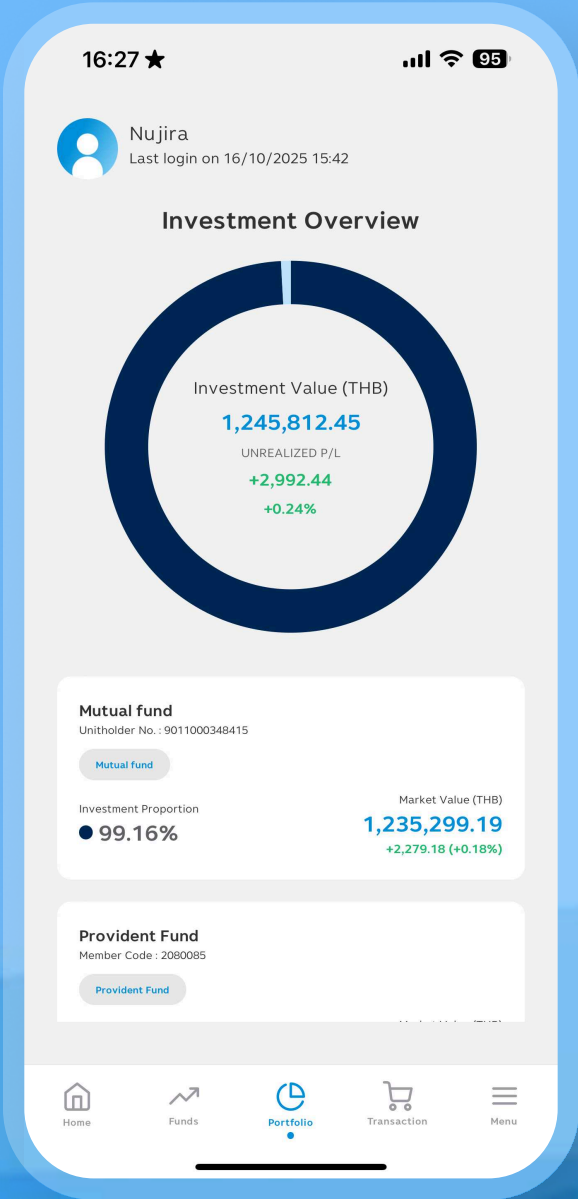 16:27
95
Nujira
Last login on 16/10/2025 15:42
Investment Overview
Investment Value (THB)
1,245,812.45
UNREALIZED P/L
+2,992.44
+0.24%
Mutual fund
Unitholder No. : 9011000348415
Mutual fund
Investment Proportion
99.16%
Market Value (THB)
1,235,299.19
+2,279.18 (+0.18%)
Provident Fund
Member Code : 2080085
Provident Fund
Home
Funds
Portfolio
Transaction
Menu